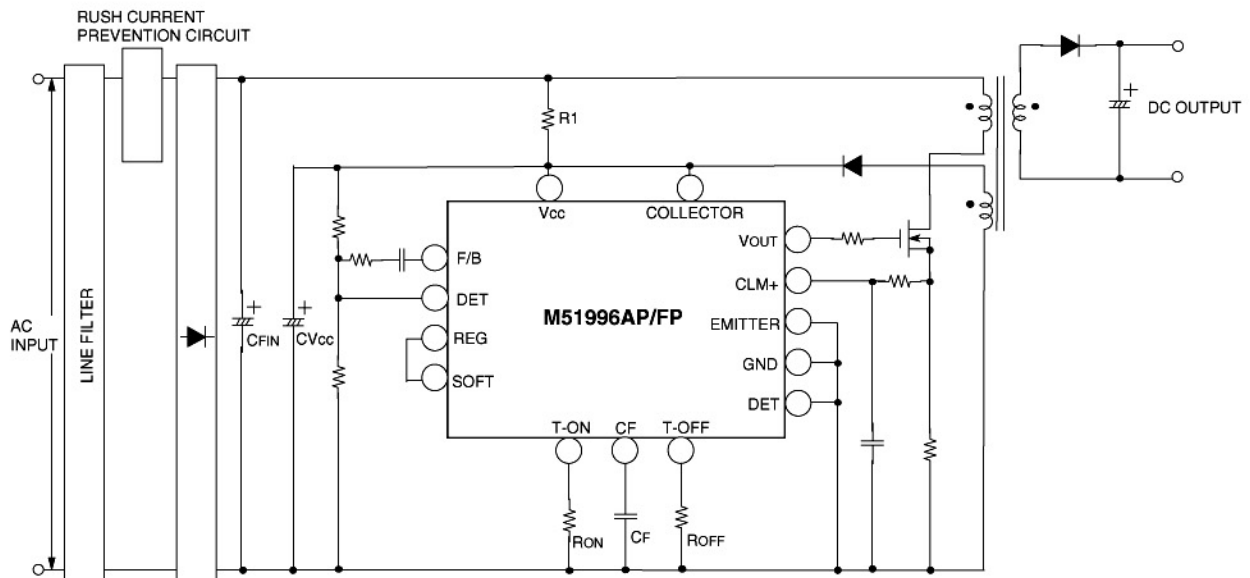 RUSH CURRENT
PREVENTION CIRCUIT
R1
+
DC OUTPUT
Vcc
COLLECTOR
VOUT
F/B
CLM+
DET
M51996AP/FP
EMITTER
AC
INPUT
LINE FILTER
+
CFIN
+
CVcc
REG
GND
SOFT
DET
T-ON
CF
T-OFF
RON
CF
ROFF